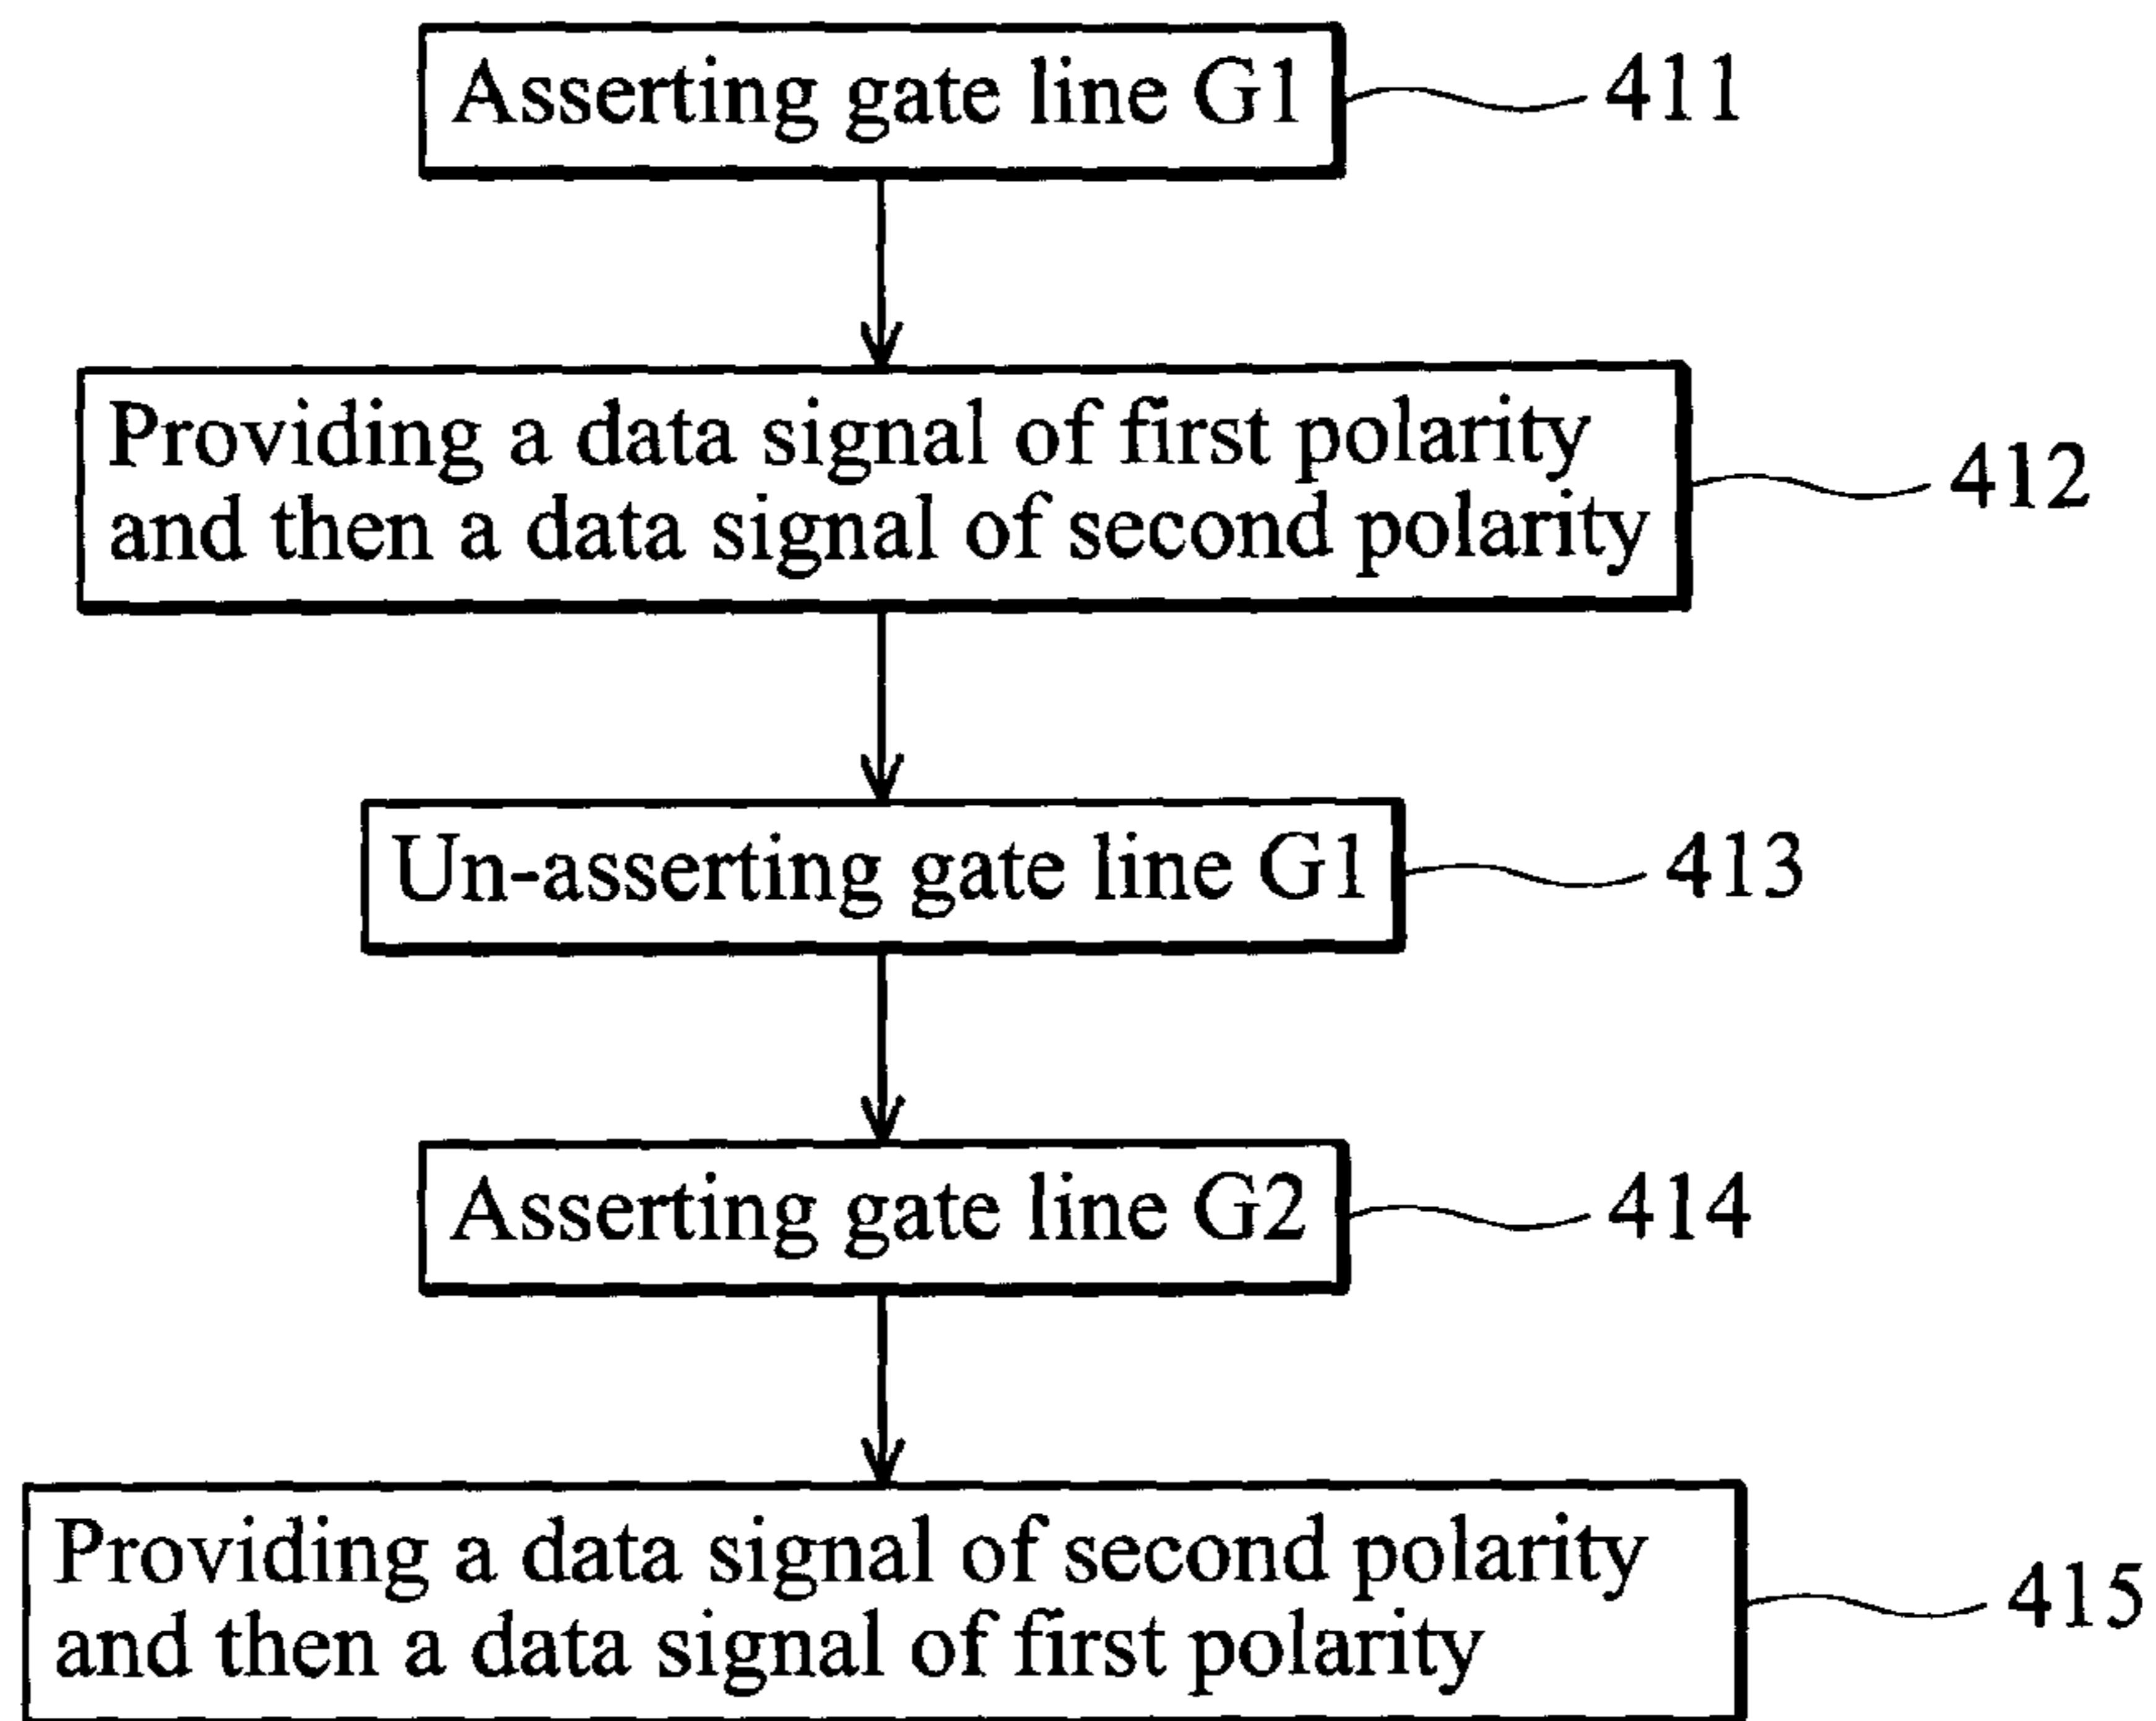 Asserting gate line G1
411
Providing a data signal of first polarity
and then a data signal of second polarity
412
Un-asserting gate line G1
413
Asserting gate line G2
414
Providing a data signal of second polarity
and then a data signal of first polarity
415